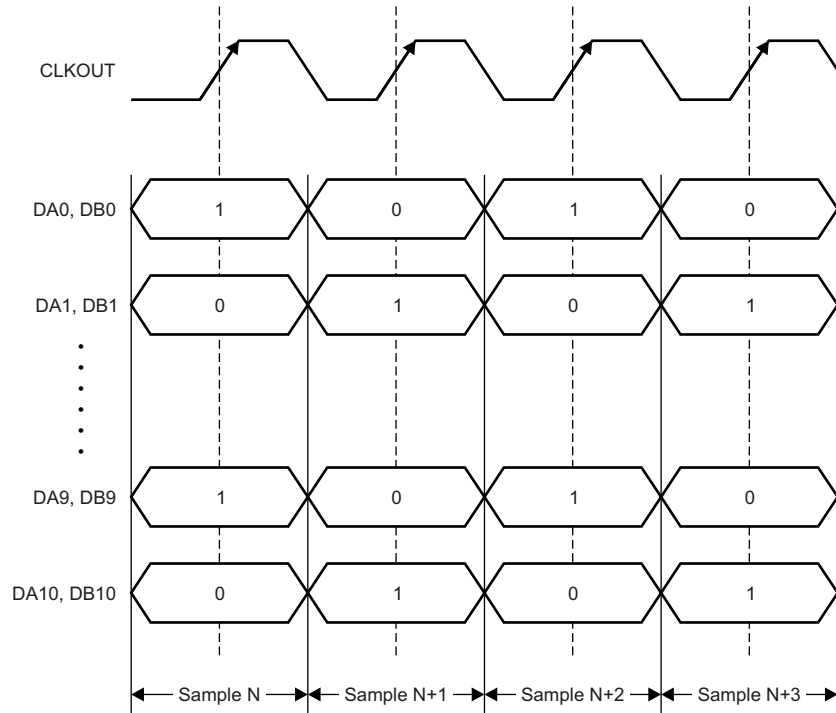 CLKOUT
DA0, DB0 1 0 1 0
DA1, DB1 0 1 0 1
DA9, DB9 1 0 1 0
DA10, DB10 0 1 0 1
Sample N Sample N+1 Sample N+2 Sample N+3